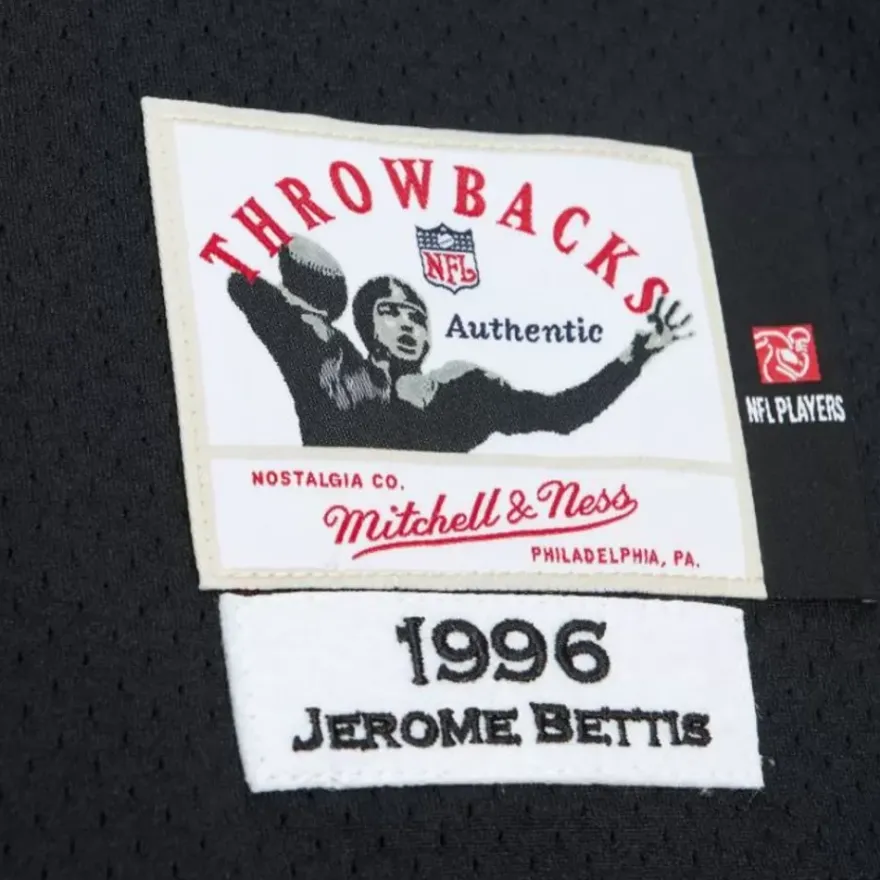 THROWBACKS
NFL
Authentic
NFL PLAYERS
NOSTALGIA CO.
Mitchell & Ness
PHILADELPHIA, PA.
1996
JEROME BETTIS